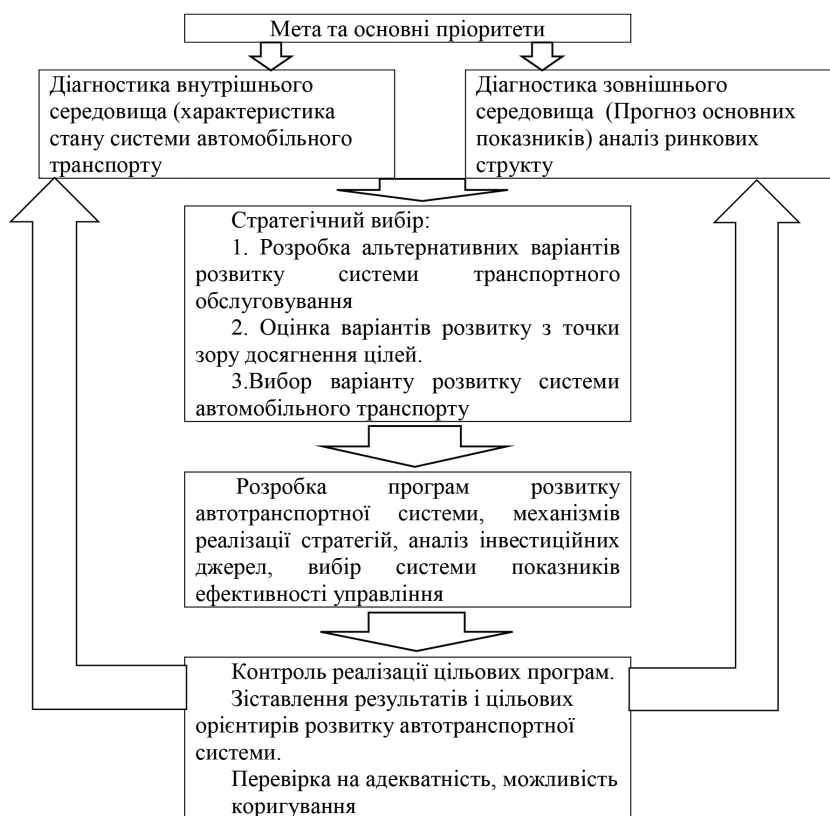 Мета та основні пріоритети
Діагностика внутрішнього
середовища (характеристика
стану системи автомобільного
транспорту
Діагностика зовнішнього
середовища (Прогноз основних
показників) аналіз ринкових
структу
Стратегічний вибір:
1. Розробка альтернативних варіантів
розвитку системи транспортного
обслуговування
2. Оцінка варіантів розвитку з точки
зору досягнення цілей.
3.Вибор варіанту розвитку системи
автомобільного транспорту
Розробка програм розвитку
автотранспортної системи, механізмів
реалізації стратегій, аналіз інвестиційних
джерел, вибір системи показників
ефективності управління
Контроль реалізації цільових програм.
Зіставлення результатів і цільових
орієнтирів розвитку автотранспортної
системи.
Перевірка на адекватність, можливість
коригування